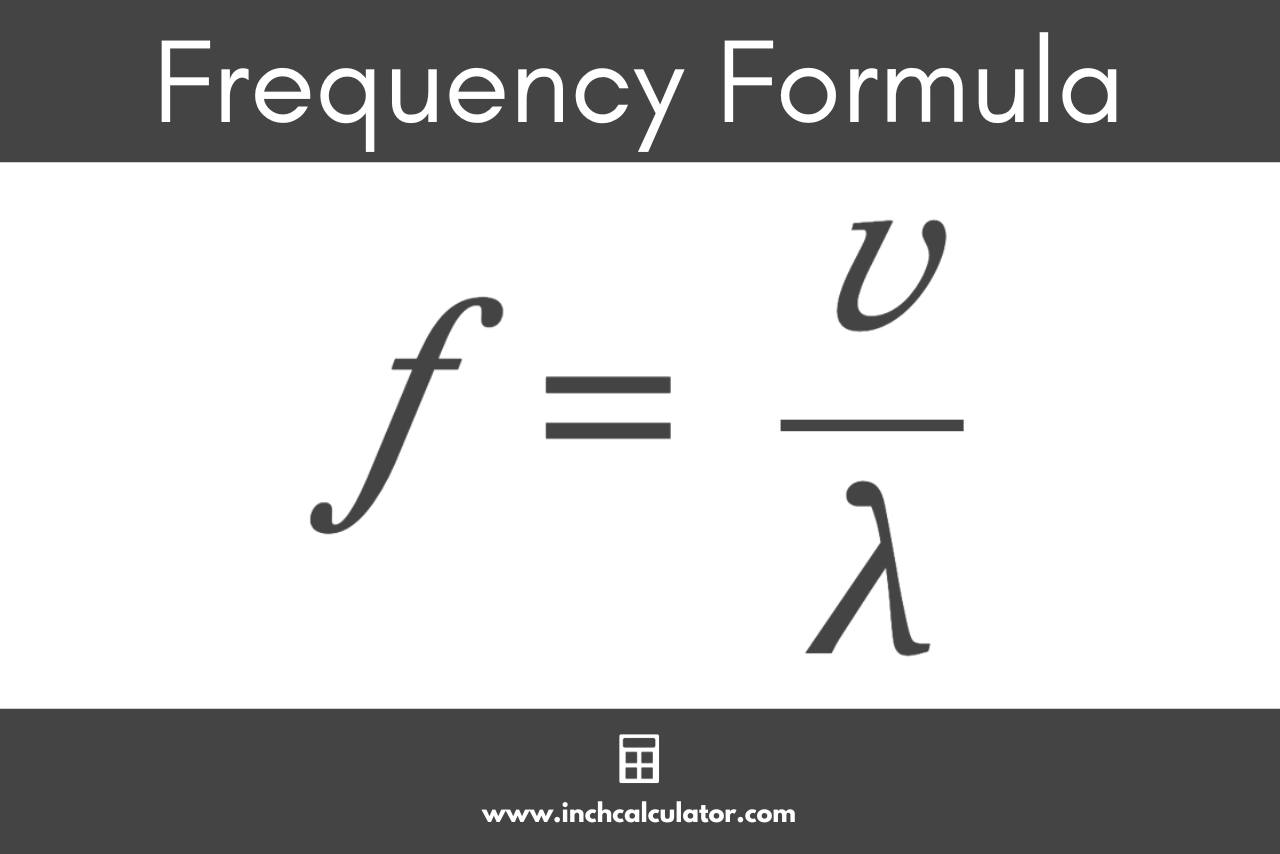 Frequency Formula
f = v / λ
www.inchcalculator.com